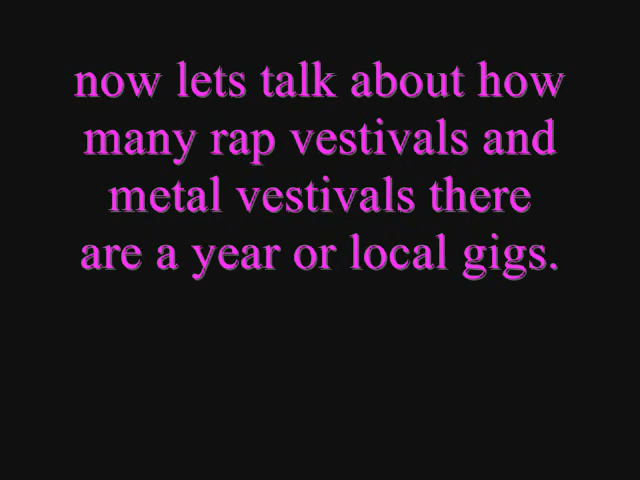 now lets talk about how
many rap vestivals and
metal vestivals there
are a year or local gigs.